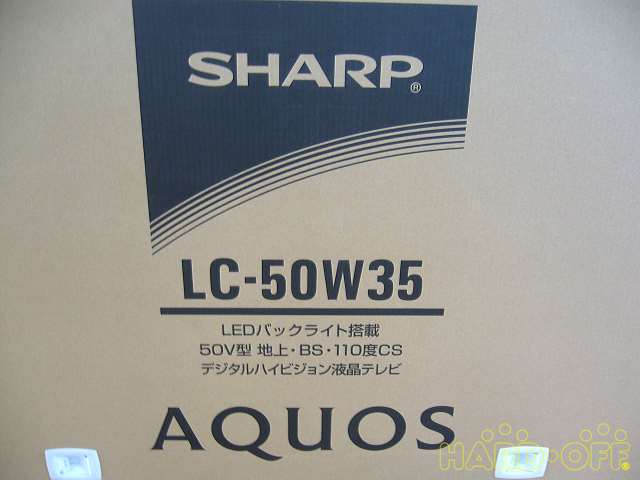 SHARP®
LC-50W35
LEDバックライト搭載
50V型 地上・BS・110度CS
デジタルハイビジョン液晶テレビ
AQUOS
HARD·OFF